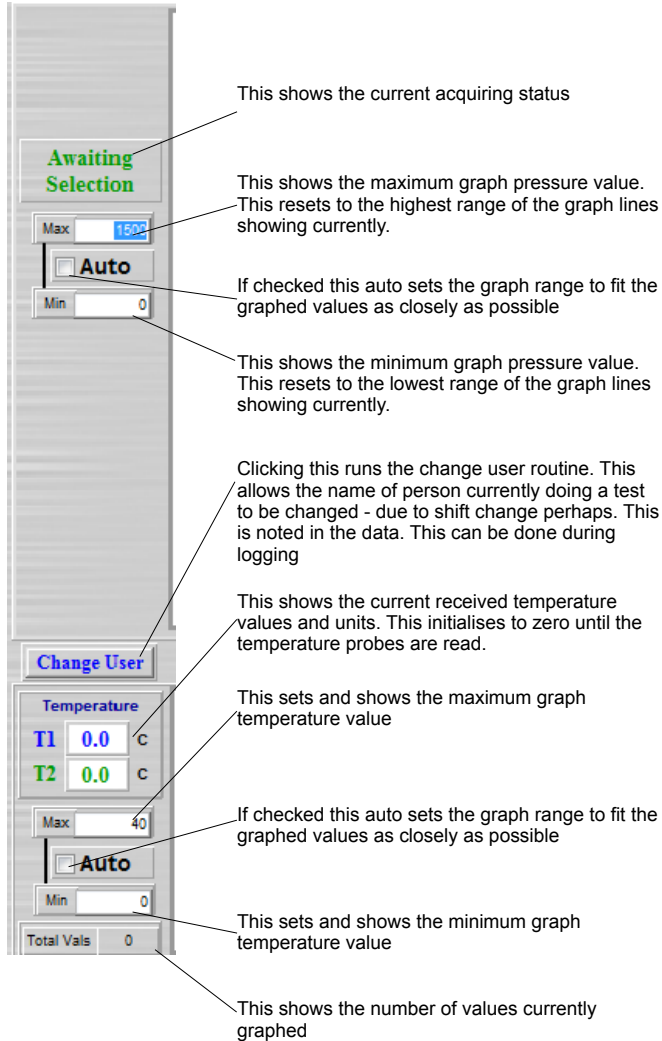 This shows the current acquiring status
Awaiting
Selection
This shows the maximum graph pressure value.
This resets to the highest range of the graph lines
showing currently.
Max 1500
Auto
If checked this auto sets the graph range to fit the
graphed values as closely as possible
Min 0
This shows the minimum graph pressure value.
This resets to the lowest range of the graph lines
showing currently.
Clicking this runs the change user routine. This
allows the name of person currently doing a test
to be changed - due to shift change perhaps. This
is noted in the data. This can be done during
logging
This shows the current received temperature
values and units. This initialises to zero until the
temperature probes are read.
Change User
Temperature
T1 0.0 C
T2 0.0 C
This sets and shows the maximum graph
temperature value
Max 40
Auto
If checked this auto sets the graph range to fit the
graphed values as closely as possible
Min 0
This sets and shows the minimum graph
temperature value
Total Vals 0
This shows the number of values currently
graphed